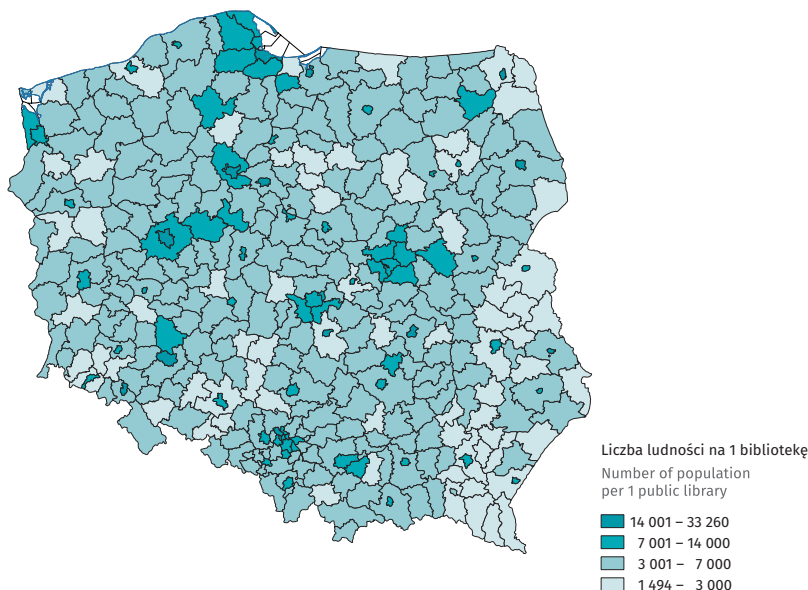 Liczba ludności na 1 bibliotekę
Number of population
per 1 public library
14 001 – 33 260
7 001 – 14 000
3 001 – 7 000
1 494 – 3 000